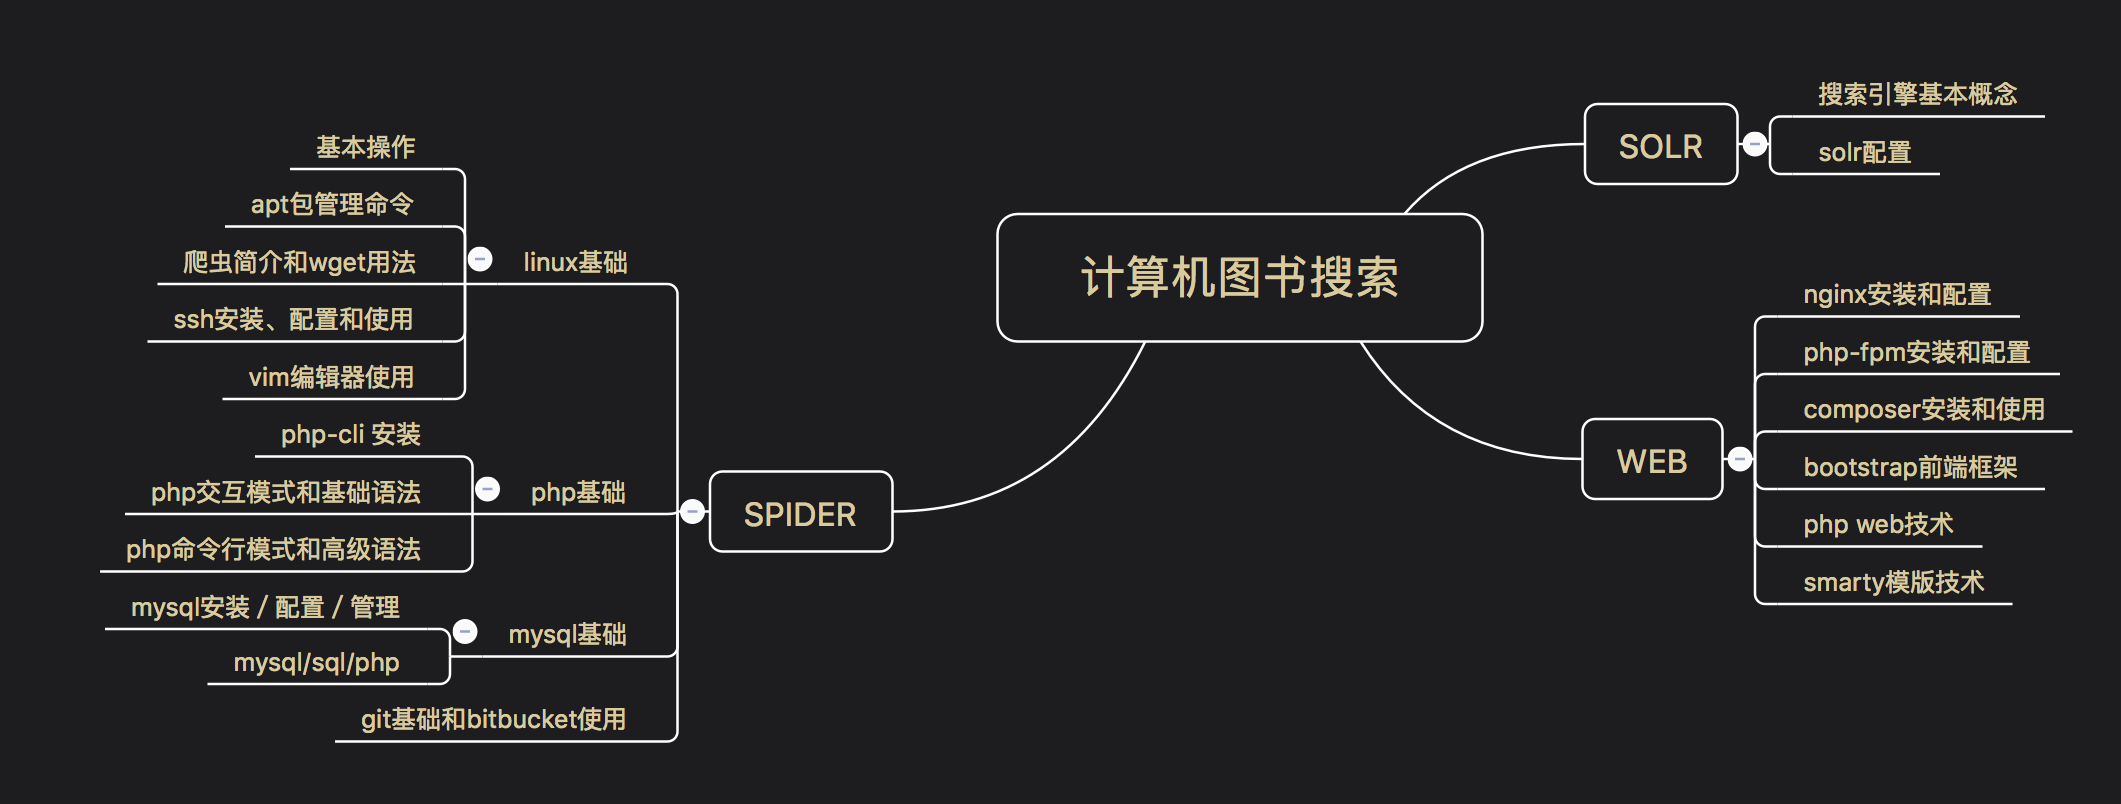 计算机图书搜索
SOLR
搜索引擎基本概念
solr配置
WEB
nginx安装和配置
php-fpm安装和配置
composer安装和使用
bootstrap前端框架
php web技术
smarty模版技术
SPIDER
linux基础
基本操作
apt包管理命令
爬虫简介和wget用法
ssh安装、配置和使用
vim编辑器使用
php基础
php-cli 安装
php交互模式和基础语法
php命令行模式和高级语法
mysql基础
mysql安装 / 配置 / 管理
mysql/sql/php
git基础和bitbucket使用